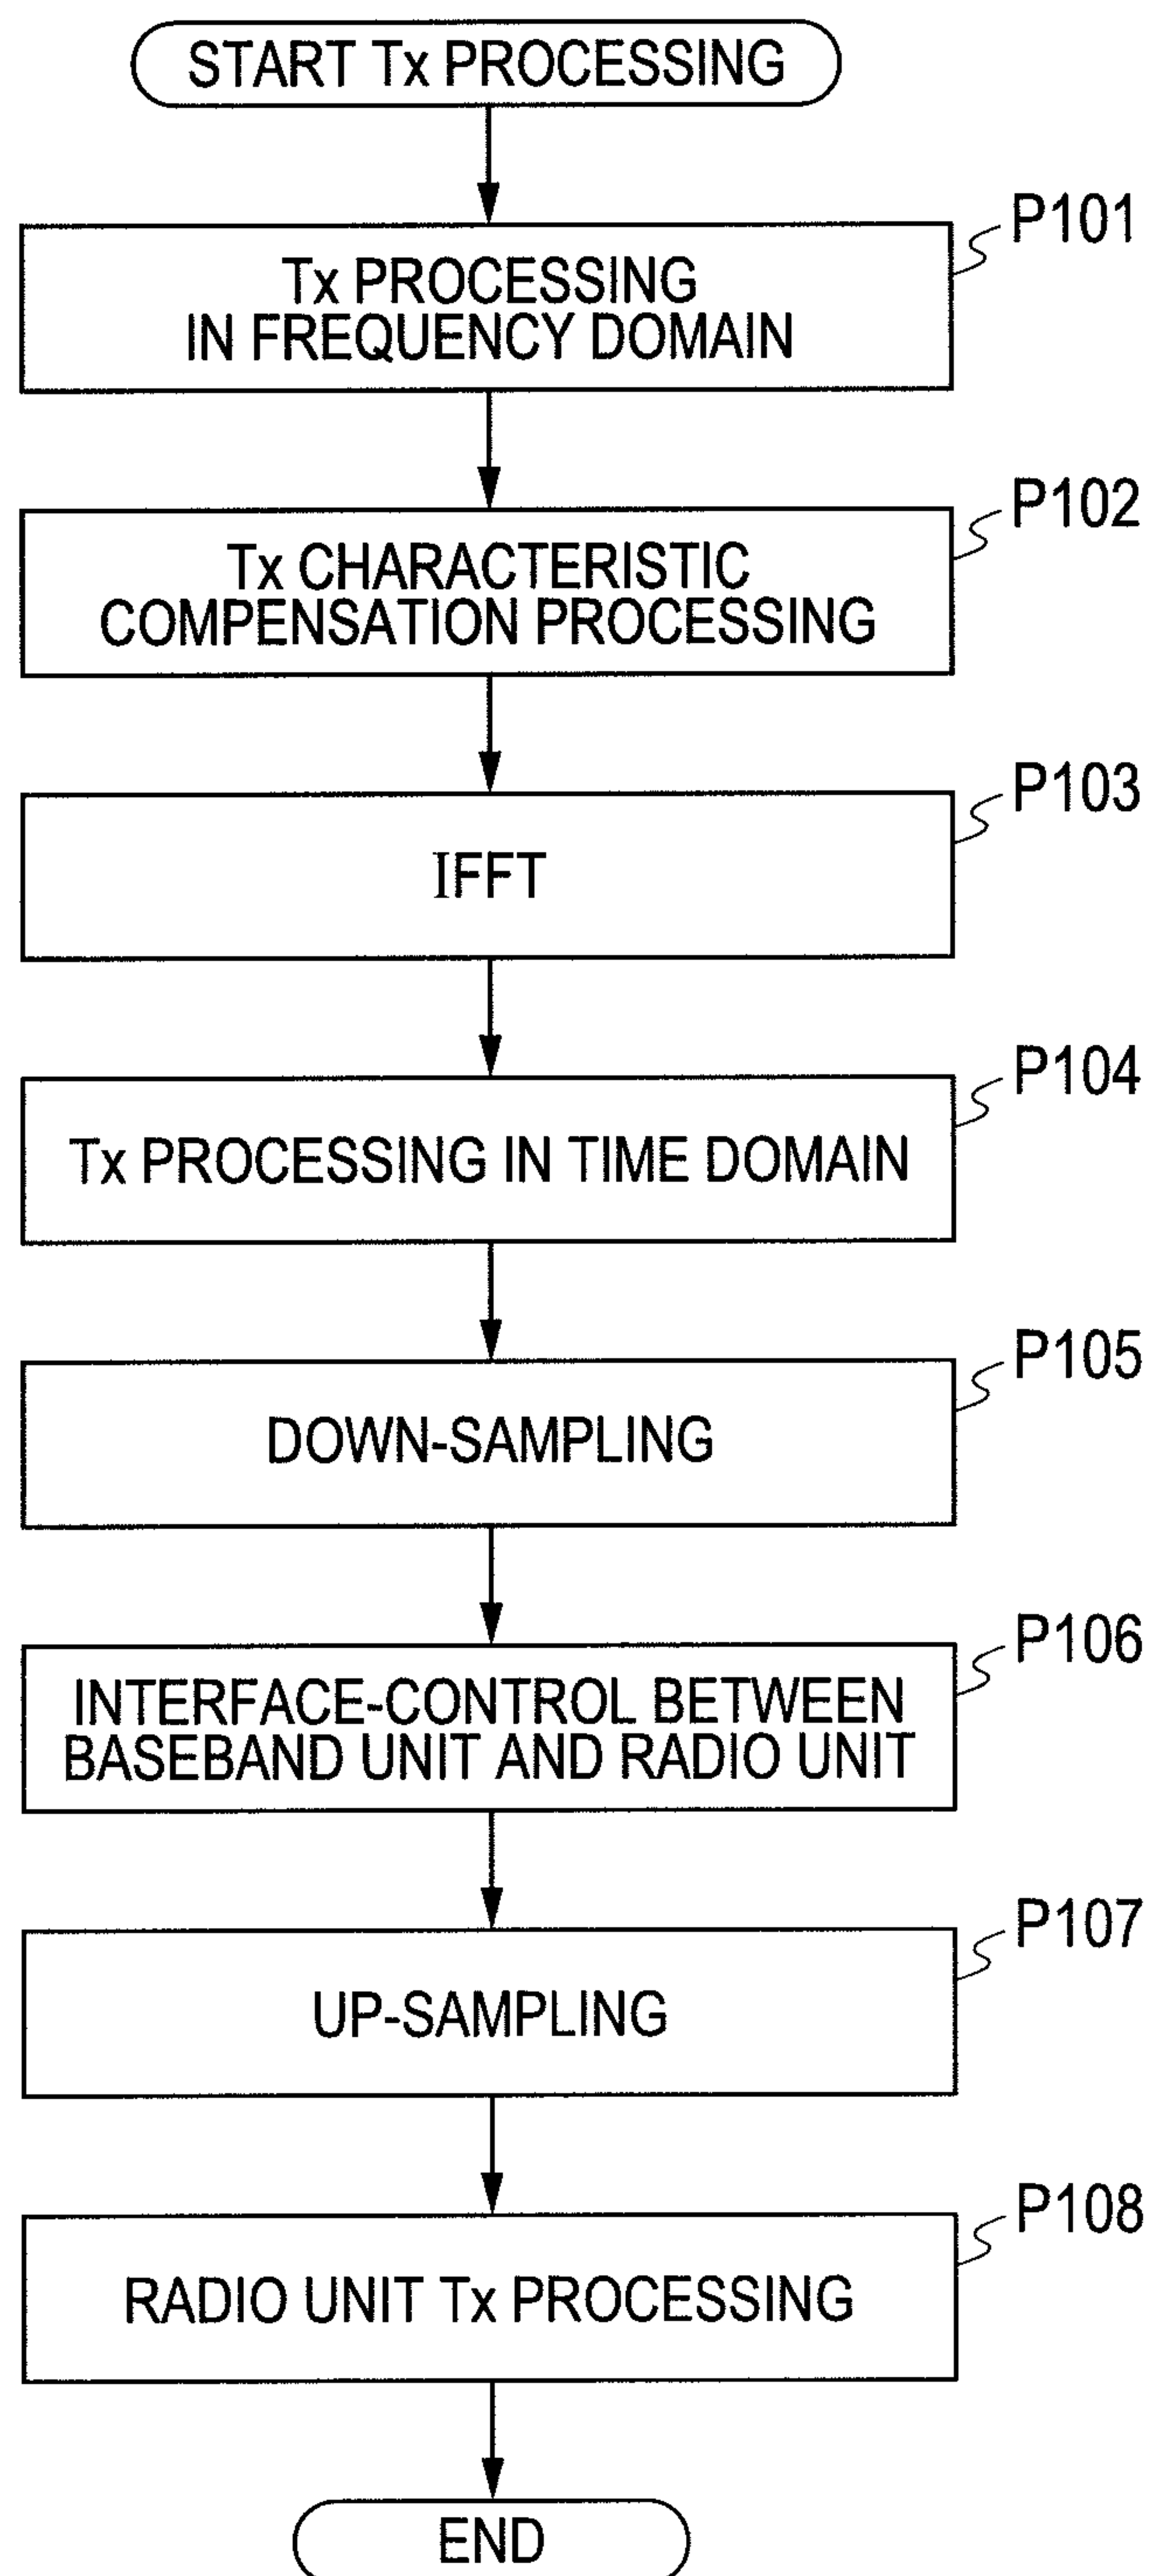 START Tx PROCESSING
P101
Tx PROCESSING
IN FREQUENCY DOMAIN
P102
Tx CHARACTERISTIC
COMPENSATION PROCESSING
P103
IFFT
P104
Tx PROCESSING IN TIME DOMAIN
P105
DOWN-SAMPLING
P106
INTERFACE-CONTROL BETWEEN
BASEBAND UNIT AND RADIO UNIT
P107
UP-SAMPLING
P108
RADIO UNIT Tx PROCESSING
END